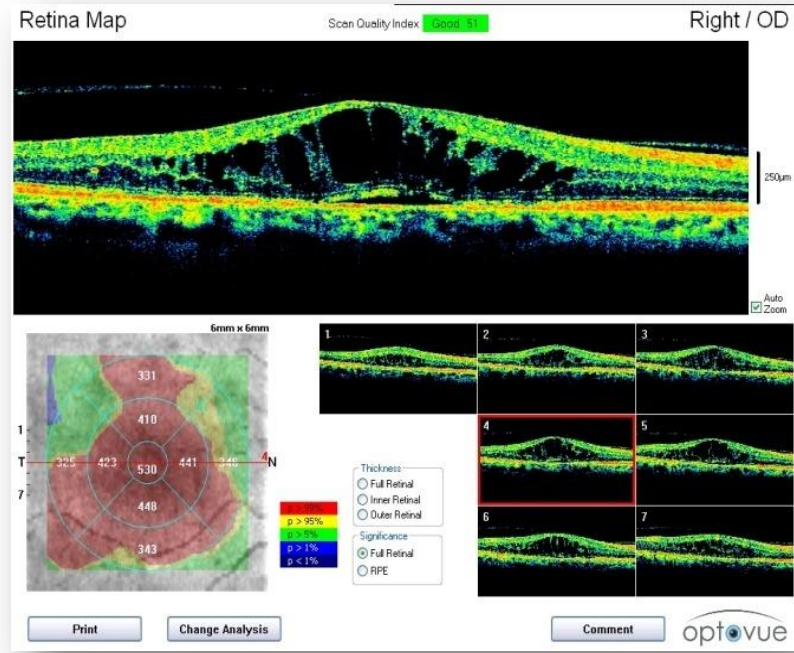 Retina Map
Scan Quality Index Good 51
Right / OD
250µm
Auto
Zoom
6mm x 6mm
331
410
1
T 325 423 530 441 346 4 N
7
448
343
p > 99%
p > 95%
p > 5%
p > 1%
p < 1%
Thickness
Full Retinal
Inner Retinal
Outer Retinal
Significance
Full Retinal
RPE
1 2 3
4 5
6 7
Print
Change Analysis
Comment
optovue